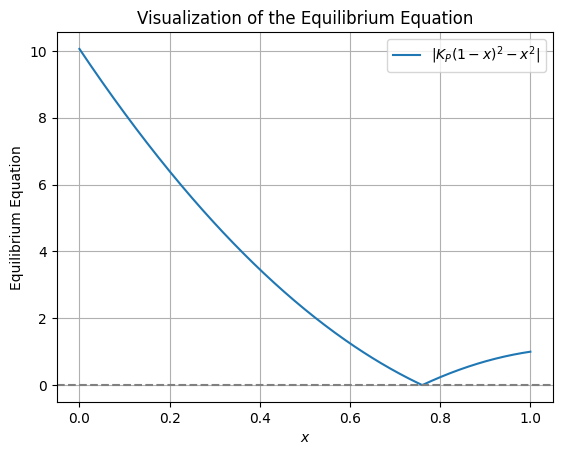 Visualization of the Equilibrium Equation
|K_P(1 − x)² − x²|
Equilibrium Equation
10
8
6
4
2
0
0.0 0.2 0.4 0.6 0.8 1.0
x